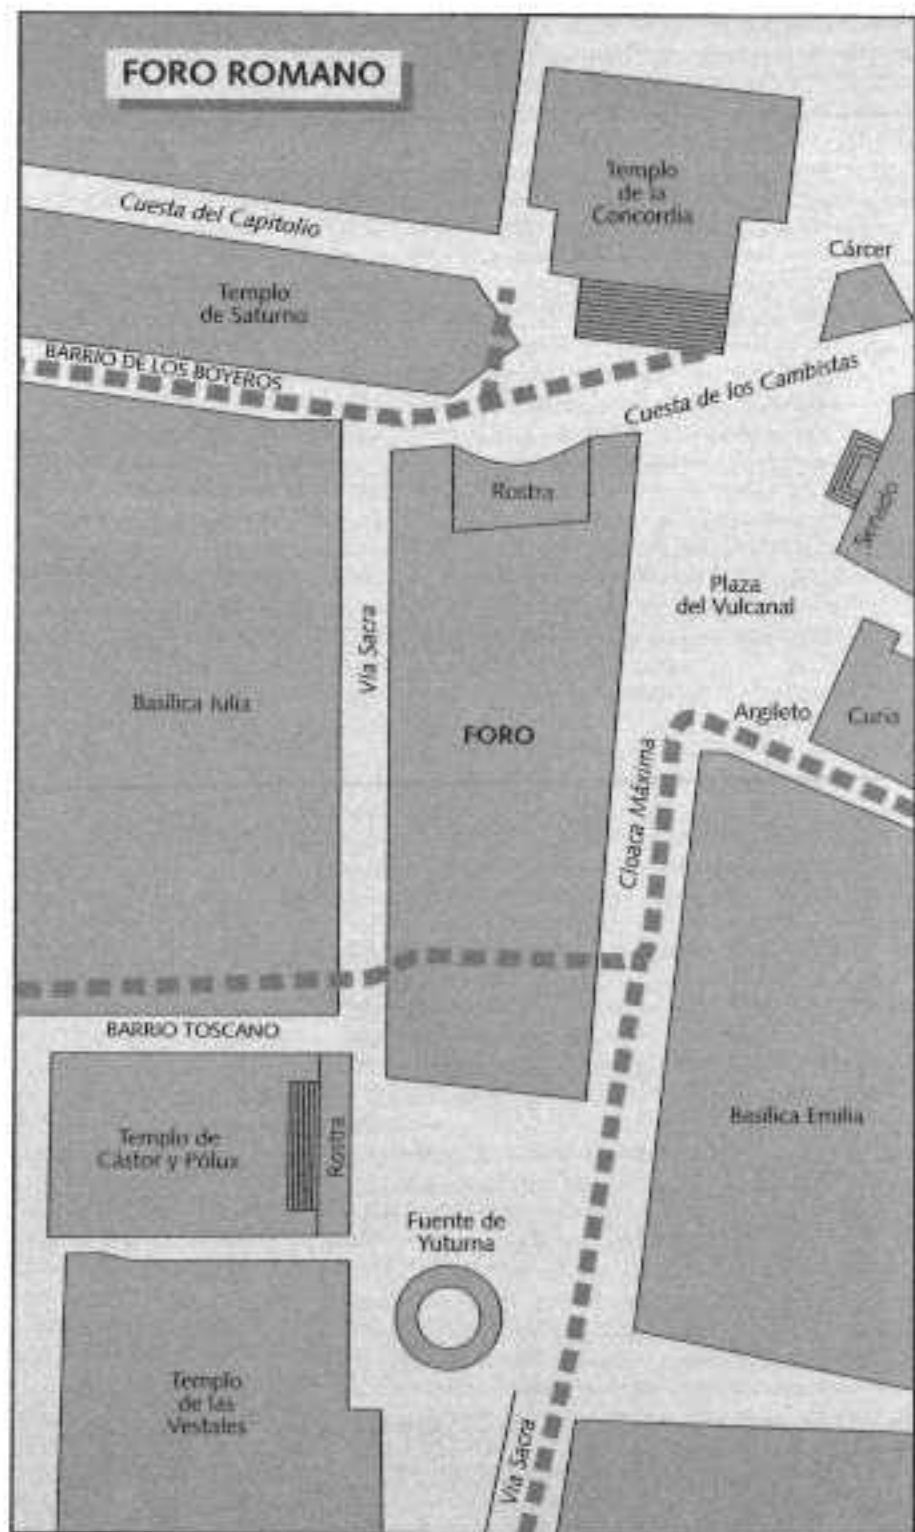 FORO ROMANO
Templo
de la
Concordia
Cuesta del Capitolio
Cárcer
Templo
de Saturno
BARRIO DE LOS BOYEROS
Cuesta de los Cambistas
Rostra
Senado
Plaza
del Vulcanal
Vía Sacra
Basílica Julia
Argileto
Curia
FORO
Cloaca Máxima
BARRIO TOSCANO
Templo de
Cástor y Pólux
Rostra
Basílica Emilia
Fuente de
Yuturna
Templo
de las
Vestales
Vía Sacra